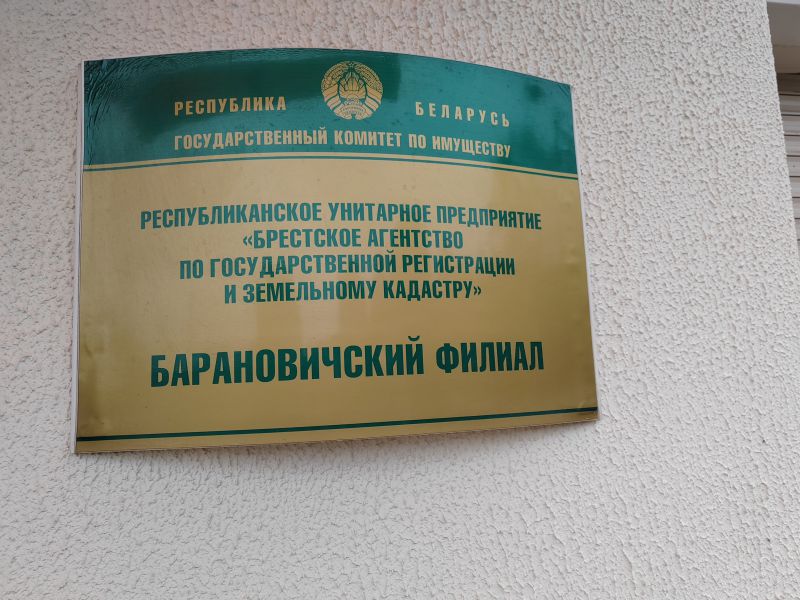 РЕСПУБЛИКА БЕЛАРУСЬ
ГОСУДАРСТВЕННЫЙ КОМИТЕТ ПО ИМУЩЕСТВУ
РЕСПУБЛИКАНСКОЕ УНИТАРНОЕ ПРЕДПРИЯТИЕ
«БРЕСТСКОЕ АГЕНТСТВО
ПО ГОСУДАРСТВЕННОЙ РЕГИСТРАЦИИ
И ЗЕМЕЛЬНОМУ КАДАСТРУ»
БАРАНОВИЧСКИЙ ФИЛИАЛ